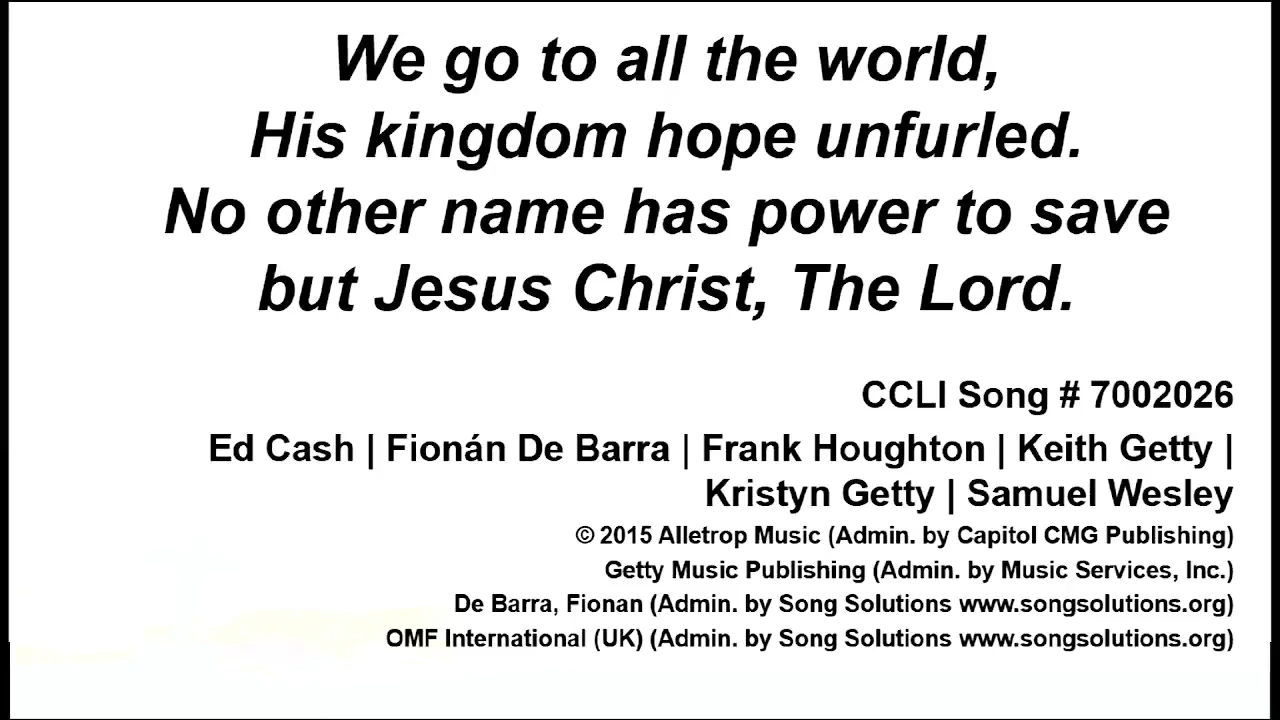 We go to all the world,
His kingdom hope unfurled.
No other name has power to save
but Jesus Christ, The Lord.
CCLI Song # 7002026
Ed Cash | Fionán De Barra | Frank Houghton | Keith Getty |
Kristyn Getty | Samuel Wesley
© 2015 Alletrop Music (Admin. by Capitol CMG Publishing)
Getty Music Publishing (Admin. by Music Services, Inc.)
De Barra, Fionan (Admin. by Song Solutions www.songsolutions.org)
OMF International (UK) (Admin. by Song Solutions www.songsolutions.org)